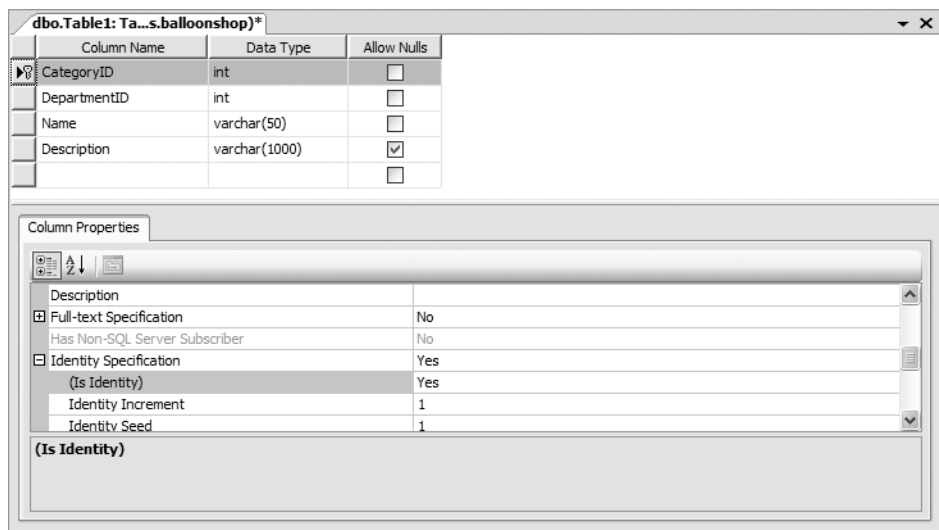 dbo.Table1: Ta...s.balloonshop)*
Column Name Data Type Allow Nulls
CategoryID int
DepartmentID int
Name varchar(50)
Description varchar(1000)
Column Properties
Description
Full-text Specification No
Has Non-SQL Server Subscriber No
Identity Specification Yes
(Is Identity) Yes
Identity Increment 1
Identity Seed 1
(Is Identity)